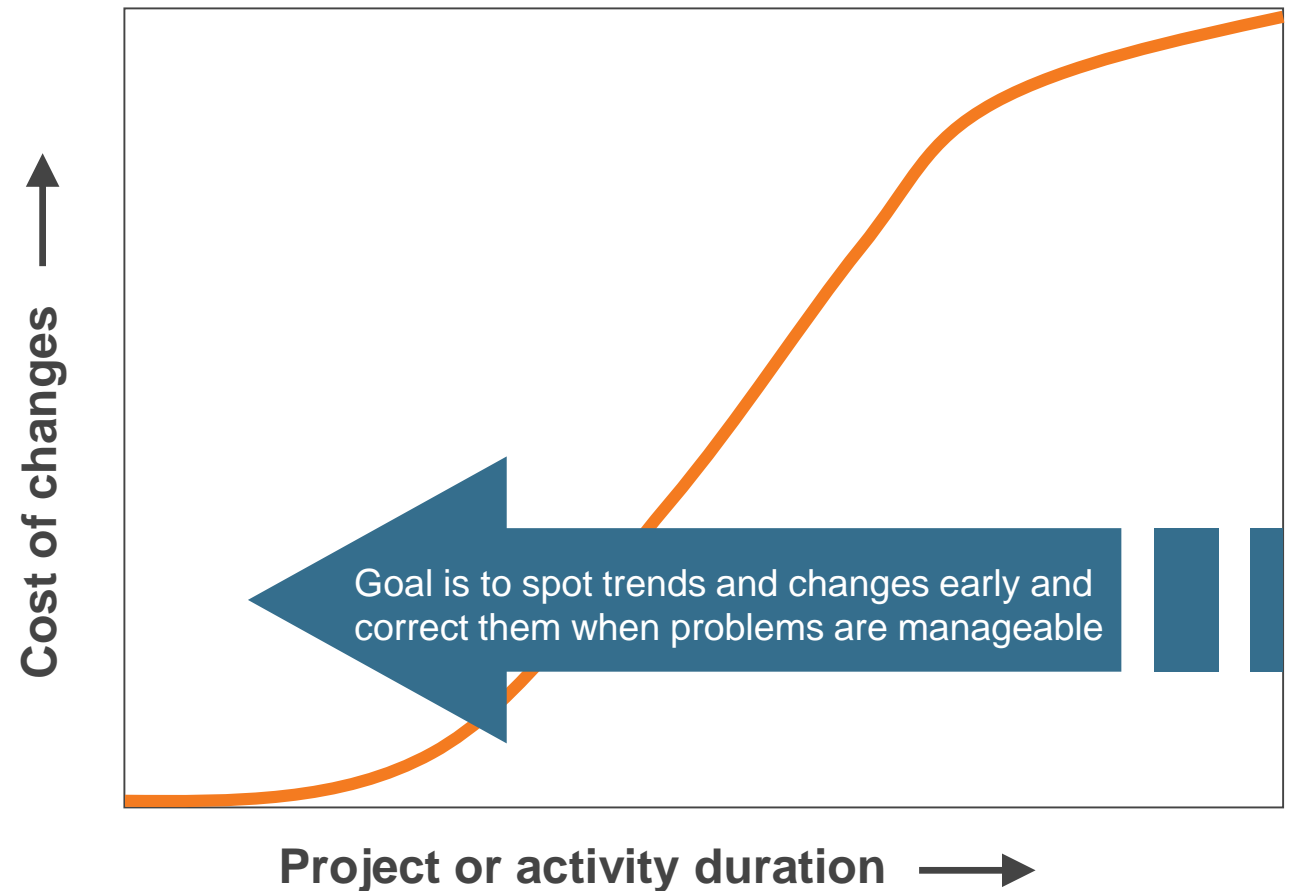 Cost of changes
Goal is to spot trends and changes early and
correct them when problems are manageable
Project or activity duration